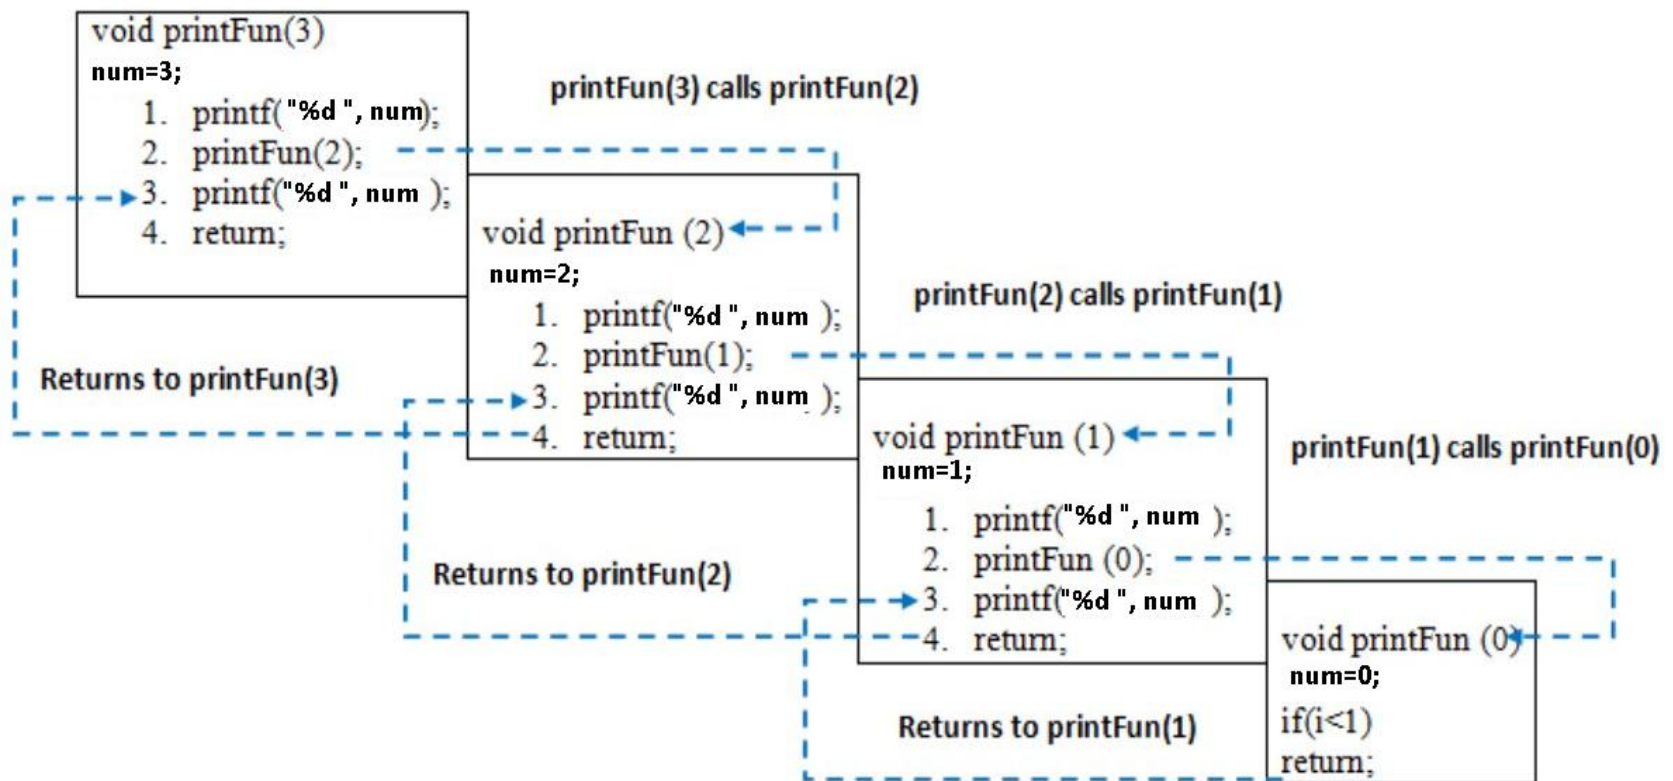 void printFun(3)
num=3;
1. printf("%d ", num);
2. printFun(2);
3. printf("%d ", num );
4. return;
printFun(3) calls printFun(2)
void printFun (2)
num=2;
1. printf("%d ", num );
2. printFun(1);
3. printf("%d ", num );
4. return;
Returns to printFun(3)
printFun(2) calls printFun(1)
void printFun (1)
num=1;
1. printf("%d ", num );
2. printFun (0);
3. printf("%d ", num );
4. return;
Returns to printFun(2)
printFun(1) calls printFun(0)
void printFun (0)
num=0;
if(i<1)
return;
Returns to printFun(1)